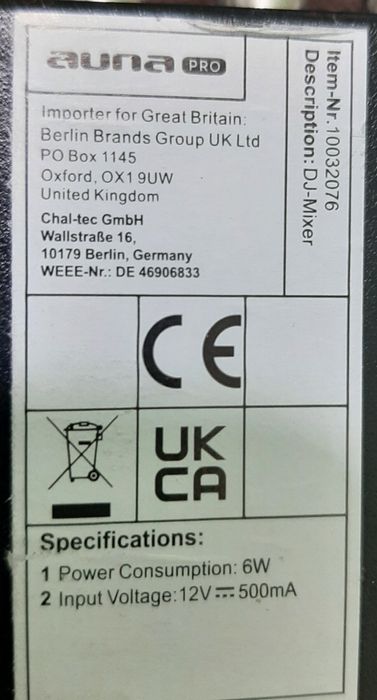 auna PRO
Importer for Great Britain:
Berlin Brands Group UK Ltd
PO Box 1145
Oxford, OX1 9UW
United Kingdom
Chal-tec GmbH
Wallstraße 16,
10179 Berlin, Germany
WEEE-Nr.: DE 46906833
Item-Nr.10032076
Description: DJ-Mixer
CE
UK
CA
Specifications:
1 Power Consumption: 6W
2 Input Voltage:12V⎓500mA